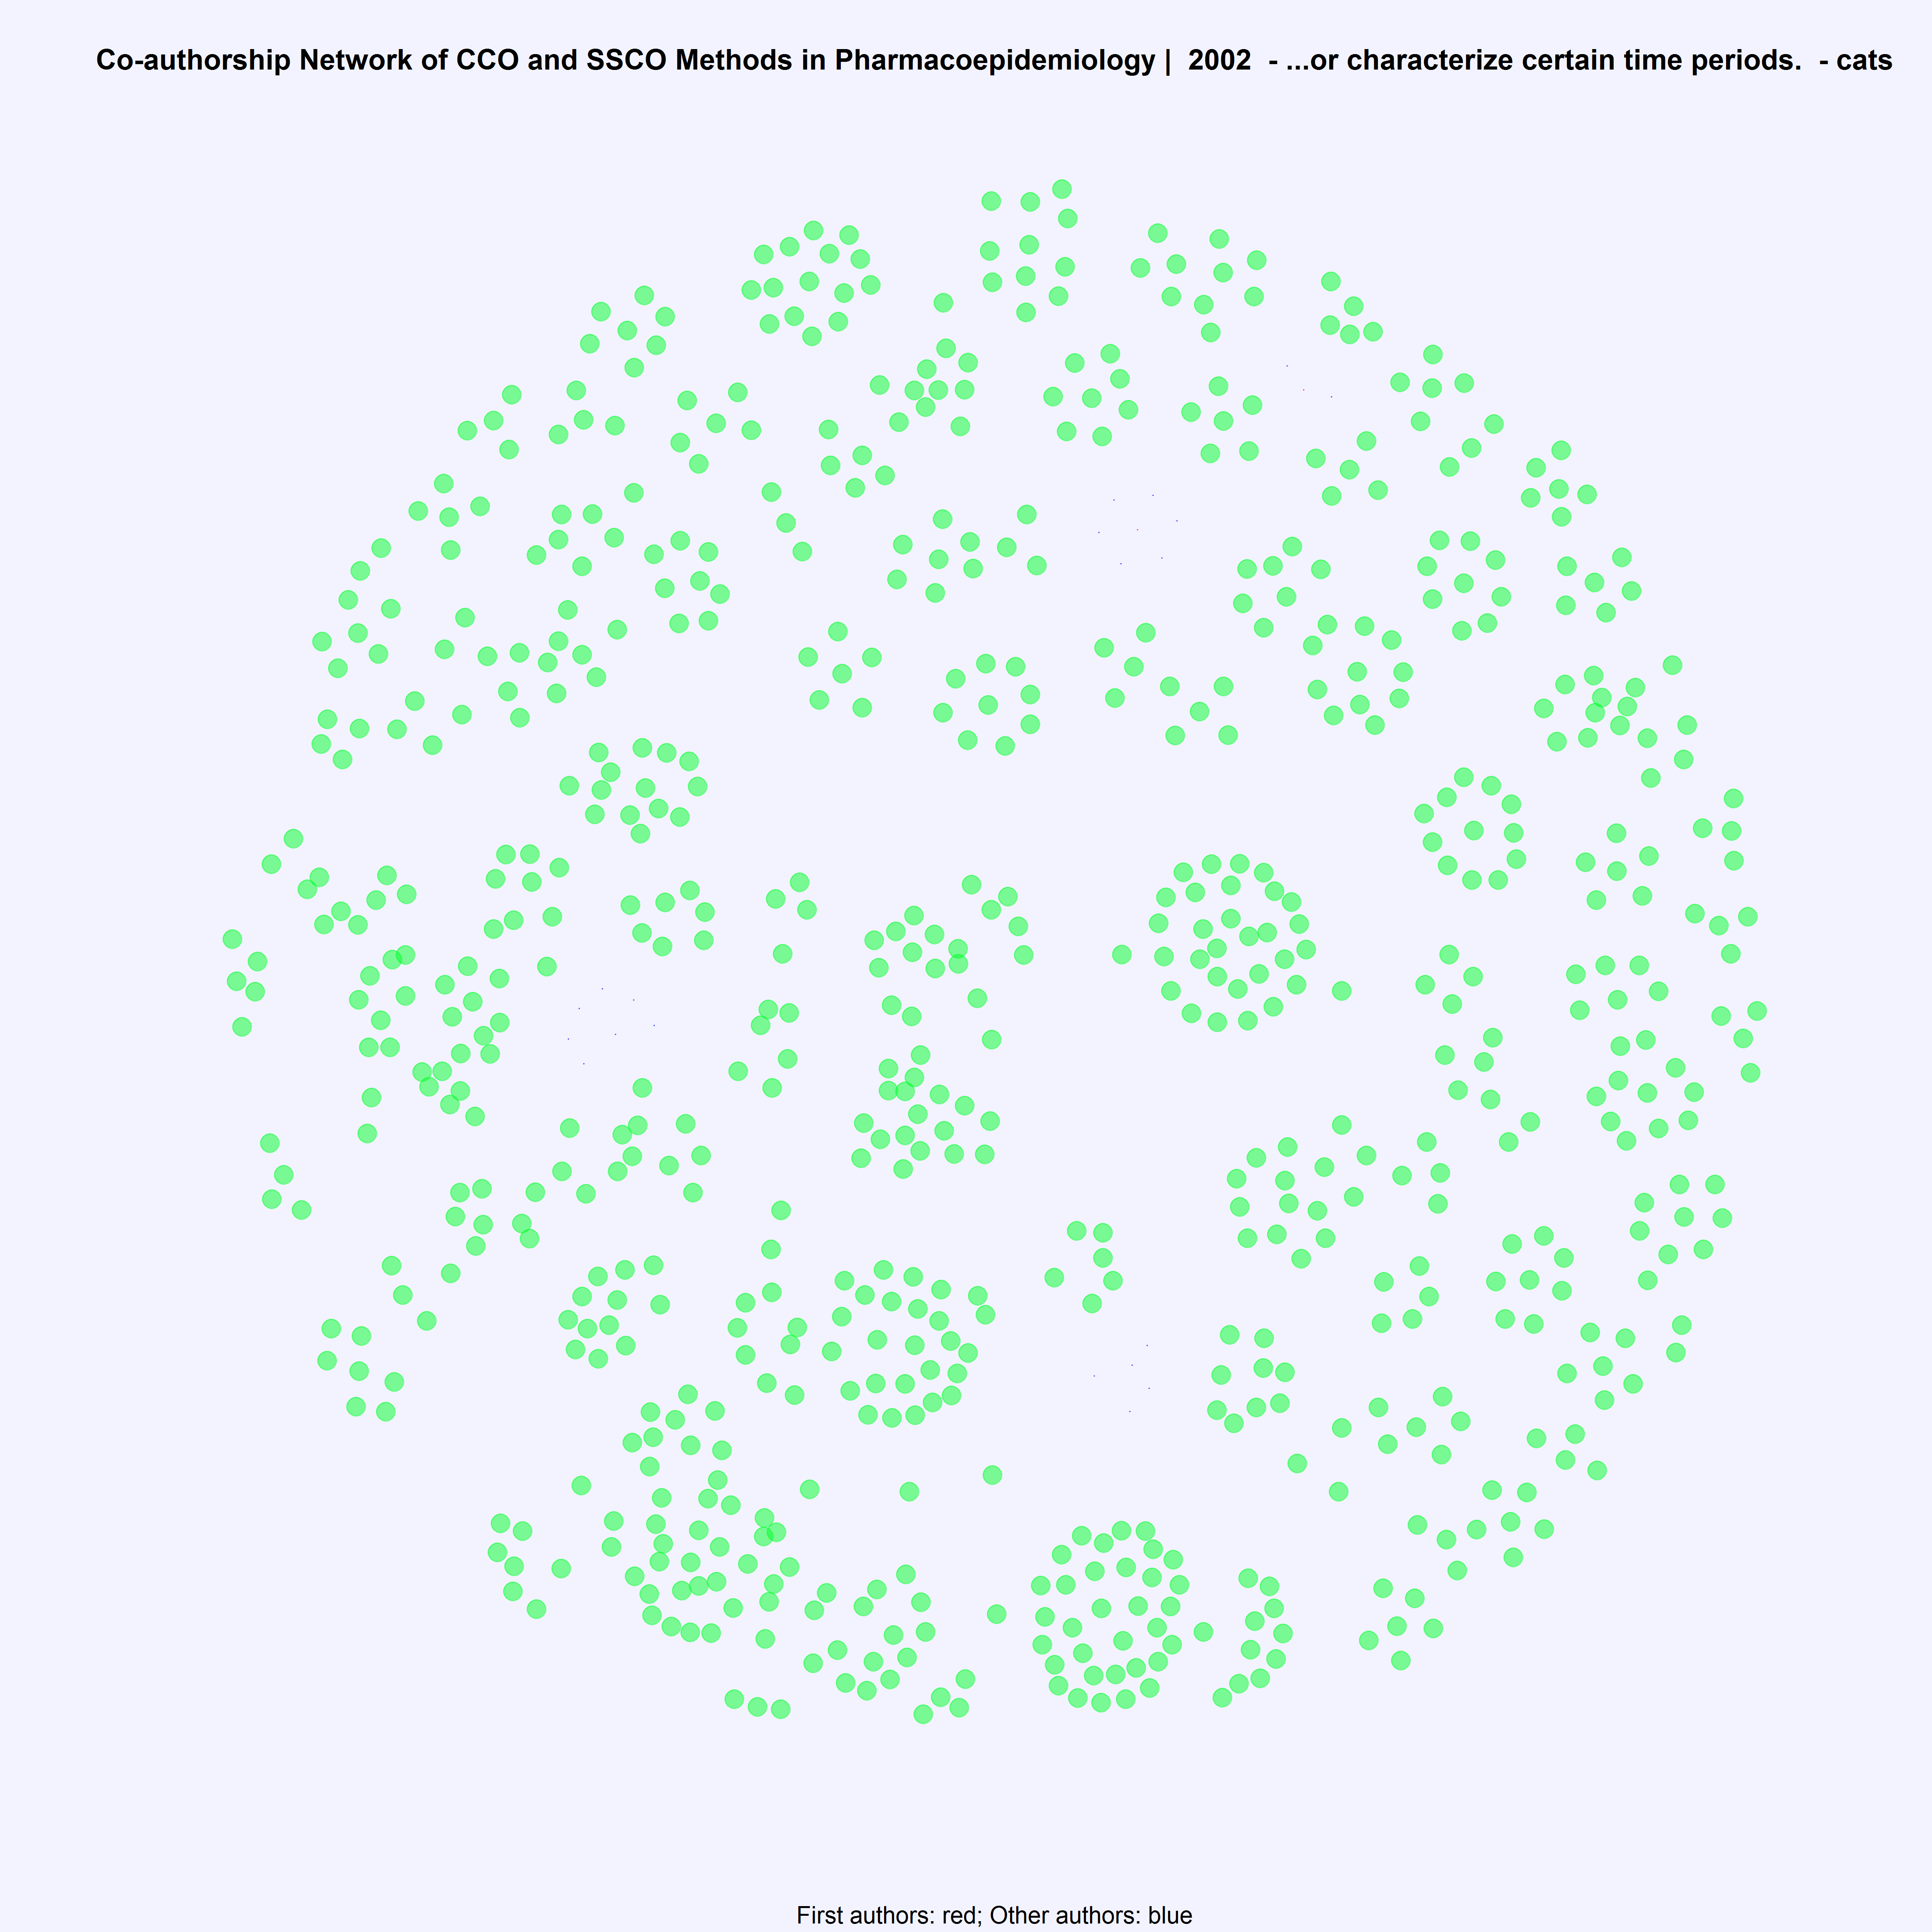 Co-authorship Network of CCO and SSCO Methods in Pharmacoepidemiology | 2002 - ...or characterize certain time periods. - cats
First authors: red; Other authors: blue